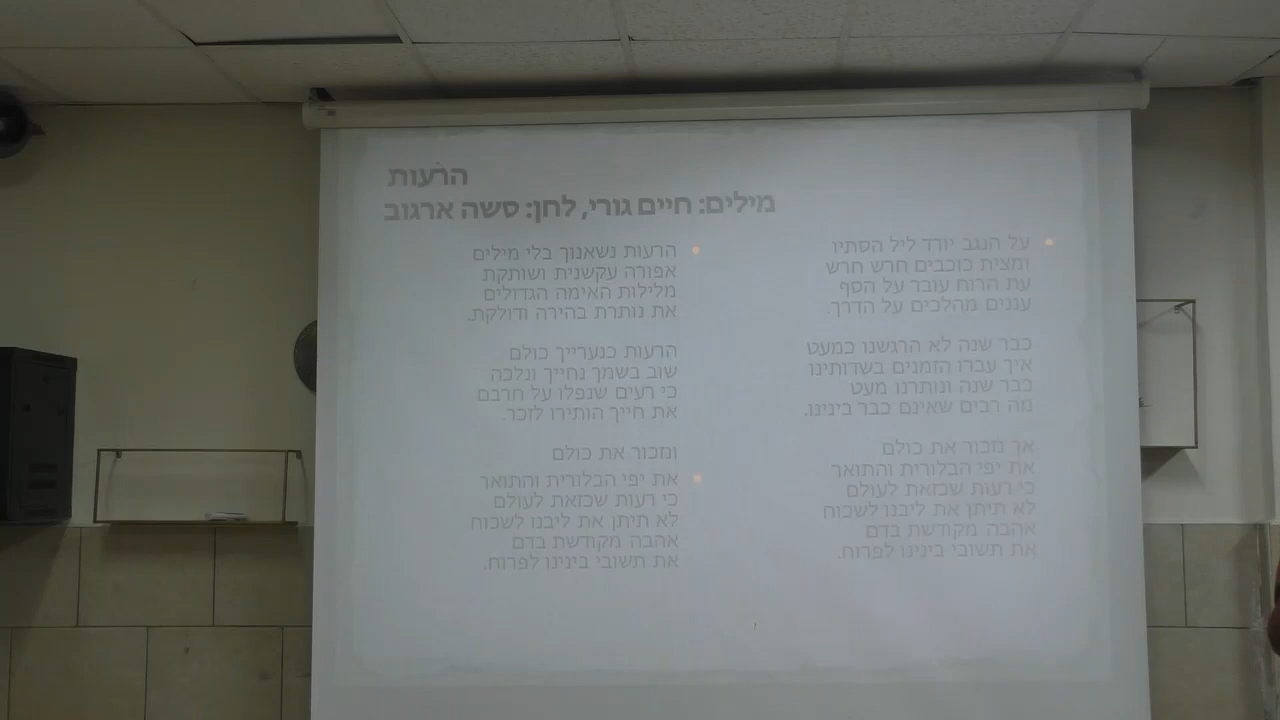 הרעות
מילים: חיים גורי, לחן: סשה ארגוב
על הנגב יורד ליל הסתיו
ומצית כוכבים חרש חרש
עת הרוח עובר על הסף
עננים מהלכים על הדרך.
כבר שנה לא הרגשנו כמעט
איך עברו הזמנים בשדותינו
כבר שנה ונותרנו מעט
מה רבים שאינם כבר בינינו.
אך נזכור את כולם
את יפי הבלורית והתואר
כי רעות שכזאת לעולם
לא תיתן את ליבנו לשכוח
אהבה מקודשת בדם
את תשובי בינינו לפרוח.
הרעות נשאנוך בלי מילים
אפורה עקשנית ושותקת
מלילות האימה הגדולים
את נותרת בהירה ודולקת.
הרעות כנערייך כולם
שוב בשמך נחייך ונלכה
כי רעים שנפלו על חרבם
את חייך הותירו לזכר.
ונזכור את כולם
את יפי הבלורית והתואר
כי רעות שכזאת לעולם
לא תיתן את ליבנו לשכוח
אהבה מקודשת בדם
את תשובי בינינו לפרוח.